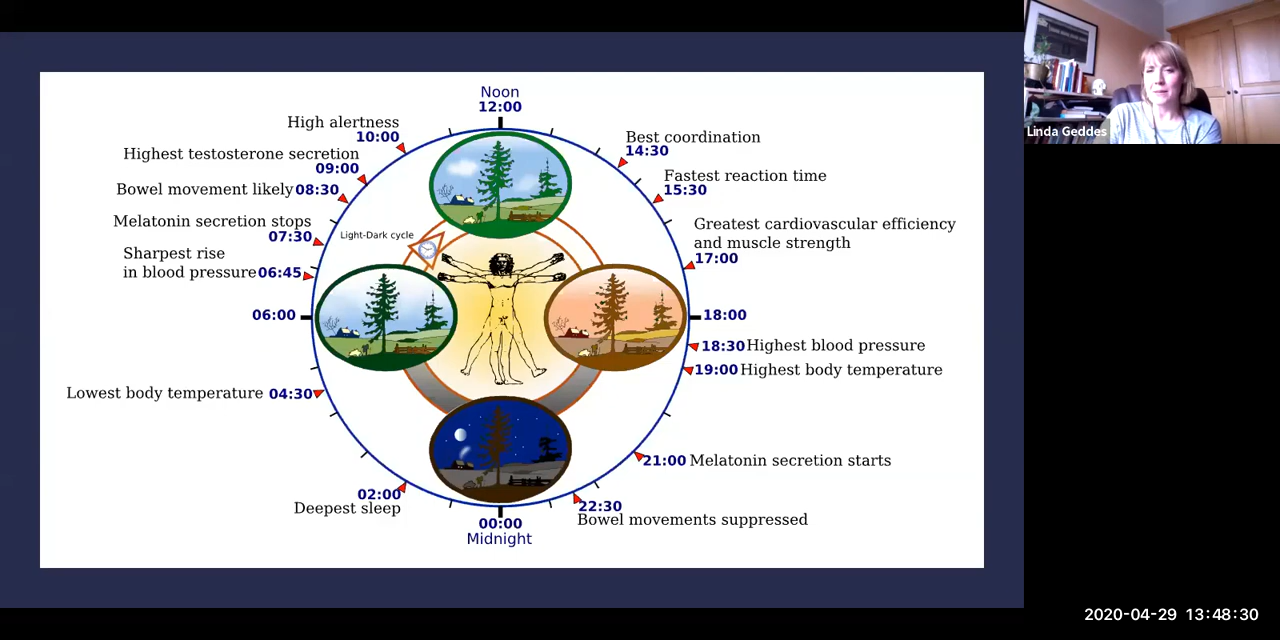 Noon
12:00
High alertness
10:00
Highest testosterone secretion
09:00
Bowel movement likely 08:30
Melatonin secretion stops
07:30
Sharpest rise
in blood pressure 06:45
06:00
Lowest body temperature 04:30
02:00
Deepest sleep
00:00
Midnight
Light-Dark cycle
Best coordination
14:30
Fastest reaction time
15:30
Greatest cardiovascular efficiency
and muscle strength
17:00
18:00
18:30 Highest blood pressure
19:00 Highest body temperature
21:00 Melatonin secretion starts
22:30
Bowel movements suppressed
Linda Geddes
2020-04-29 13:48:30